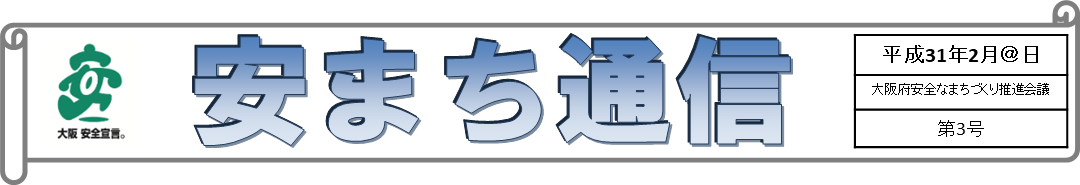 大阪 安全宣言。
安まち通信
平成31年2月＠日
大阪府安全なまちづくり推進会議
第3号